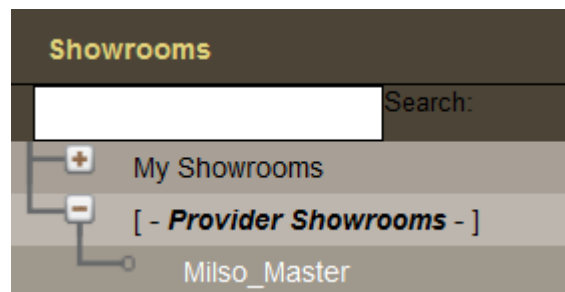 Showrooms
Search:
My Showrooms
[ - Provider Showrooms - ]
Milso_Master